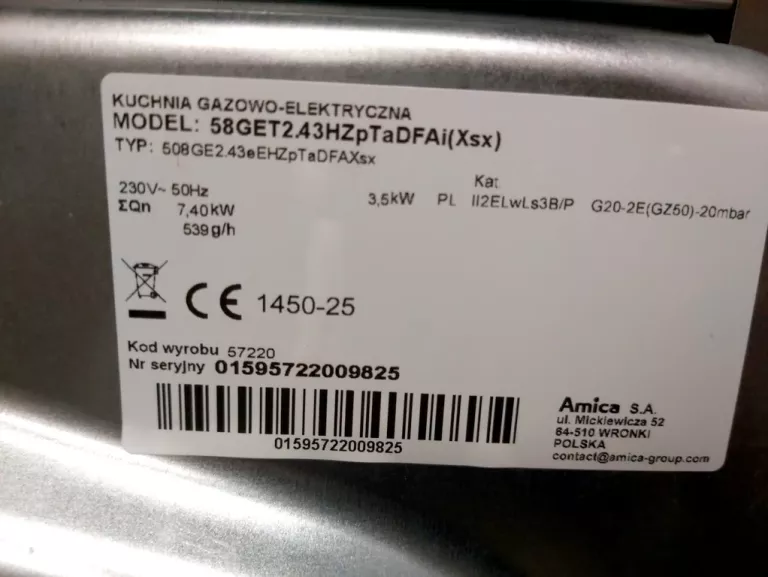 KUCHNIA GAZOWO-ELEKTRYCZNA
MODEL: 58GET2.43HZpTaDFAi(Xsx)
TYP: 508GE2.43eEHZpTaDFAXsx
Kat
230V~ 50Hz
ΣQn 7,40kW 3,5kW PL II2ELwLs3B/P G20-2E(GZ50)-20mbar
539g/h
CE 1450-25
Kod wyrobu 57220
Nr seryjny 01595722009825
01595722009825
Amica S.A.
ul. Mickiewicza 52
64-510 WRONKI
POLSKA
contact@amica-group.com